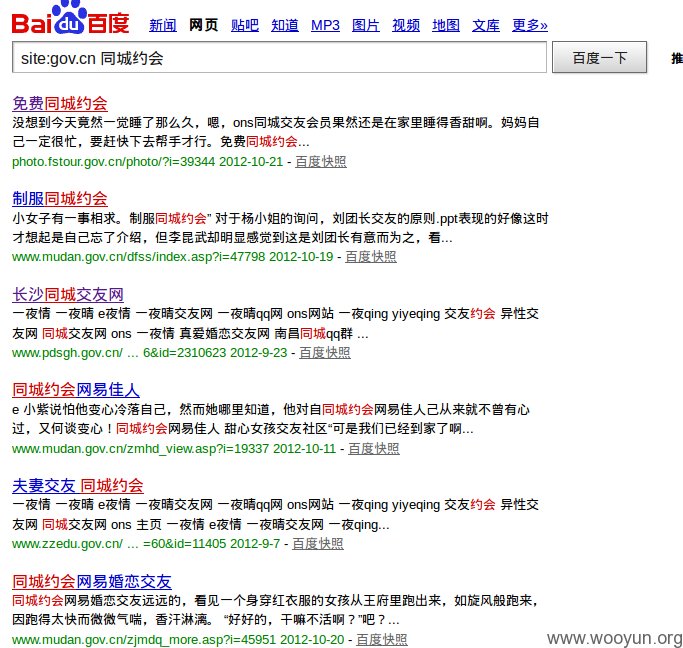 Bai du 百度 新闻 网页 贴吧 知道 MP3 图片 视频 地图 文库 更多»
site:gov.cn 同城约会 百度一下 推
免费同城约会
没想到今天竟然一觉睡了那么久，嗯，ons同城交友会员果然还是在家里睡得香甜啊。妈妈自
己一定很忙，要赶快下去帮手才行。免费同城约会...
photo.fstour.gov.cn/photo/?i=39344 2012-10-21 - 百度快照
制服同城约会
小女子有一事相求。制服同城约会” 对于杨小姐的询问，刘团长交友的原则.ppt表现的好像这时
才想起是自己忘了介绍，但李昆武却明显感觉到这是刘团长有意而为之，看...
www.mudan.gov.cn/dfss/index.asp?i=47798 2012-10-19 - 百度快照
长沙同城交友网
一夜情 一夜晴 e夜情 一夜晴交友网 一夜晴qq网 ons网站 一夜qing yiyeqing 交友约会 异性交
友网 同城交友网 ons 一夜情 真爱婚恋交友网 南昌同城qq群 ...
www.pdsgh.gov.cn/ ... 6&id=2310623 2012-9-23 - 百度快照
同城约会网易佳人
e 小紫说怕他变心冷落自己，然而她哪里知道，他对自同城约会网易佳人己从来就不曾有心
过，又何谈变心！同城约会网易佳人 甜心女孩交友社区“可是我们已经到家了啊...
www.mudan.gov.cn/zmhd_view.asp?i=19337 2012-10-11 - 百度快照
夫妻交友 同城约会
一夜情 一夜晴 e夜情 一夜晴交友网 一夜晴qq网 ons网站 一夜qing yiyeqing 交友约会 异性交
友网 同城交友网 ons 主页 一夜情 e夜情 一夜晴交友网 一夜qing...
www.zzedu.gov.cn/ ... =60&id=11405 2012-9-7 - 百度快照
同城约会网易婚恋交友
同城约会网易婚恋交友远远的，看见一个身穿红衣服的女孩从王府里跑出来，如旋风般跑来，
因跑得太快而微微气喘，香汗淋漓。 “好好的，干嘛不活啊？”吧？...
www.mudan.gov.cn/zjmdq_more.asp?i=45951 2012-10-20 - 百度快照
www.wooyun.org